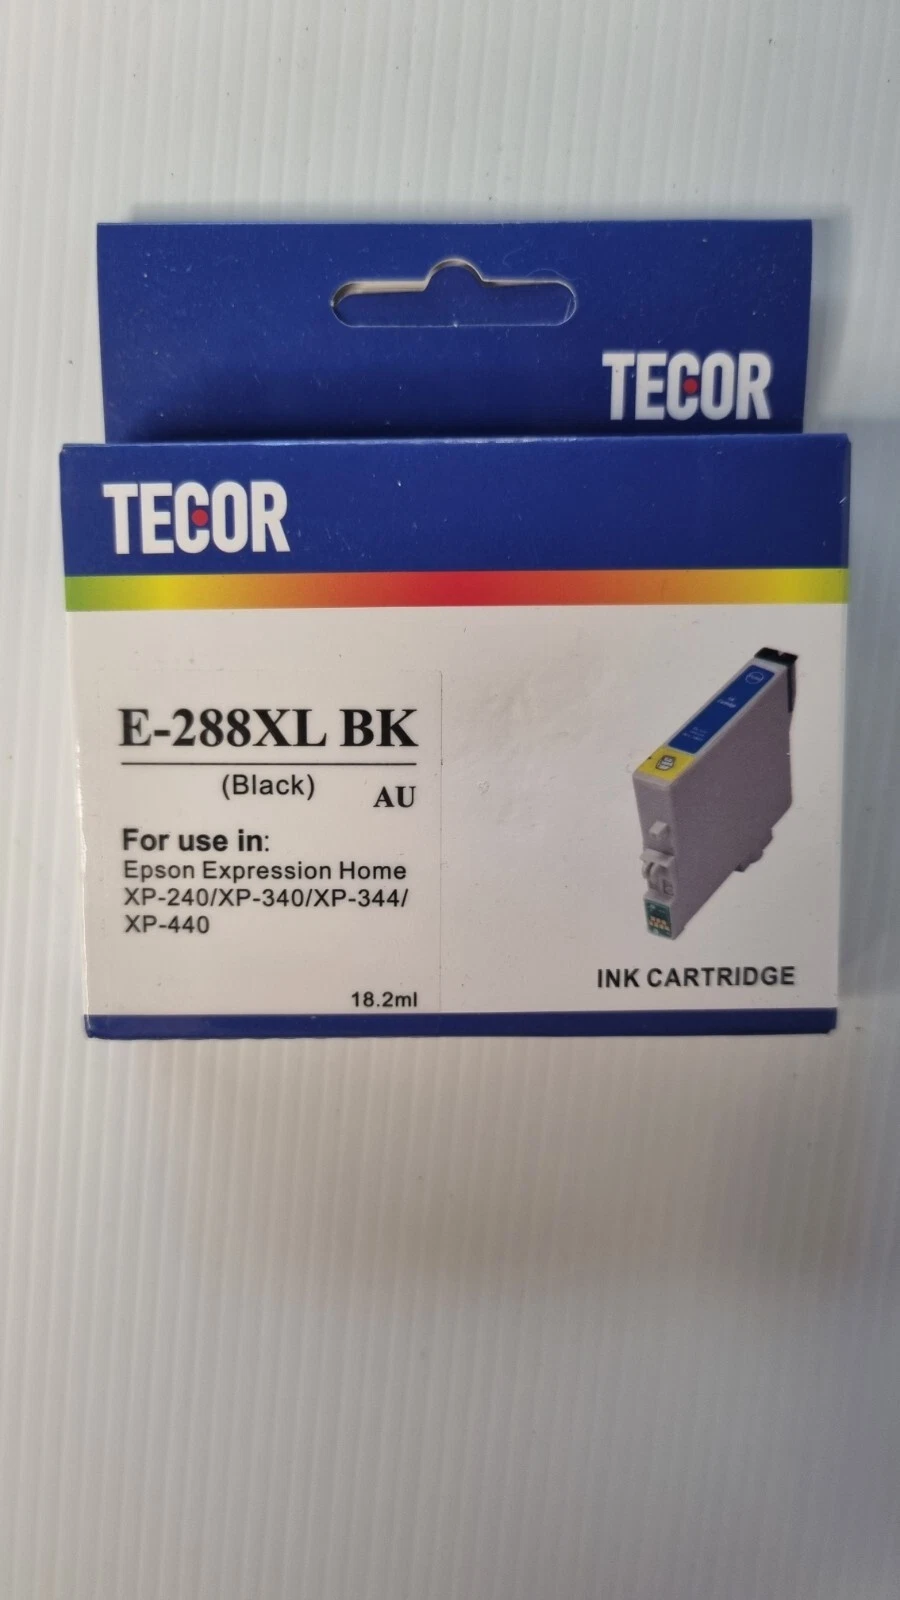 TECOR
TECOR
E-288XL BK
(Black)
AU
For use in:
Epson Expression Home
XP-240/XP-340/XP-344/
XP-440
18.2ml
INK CARTRIDGE